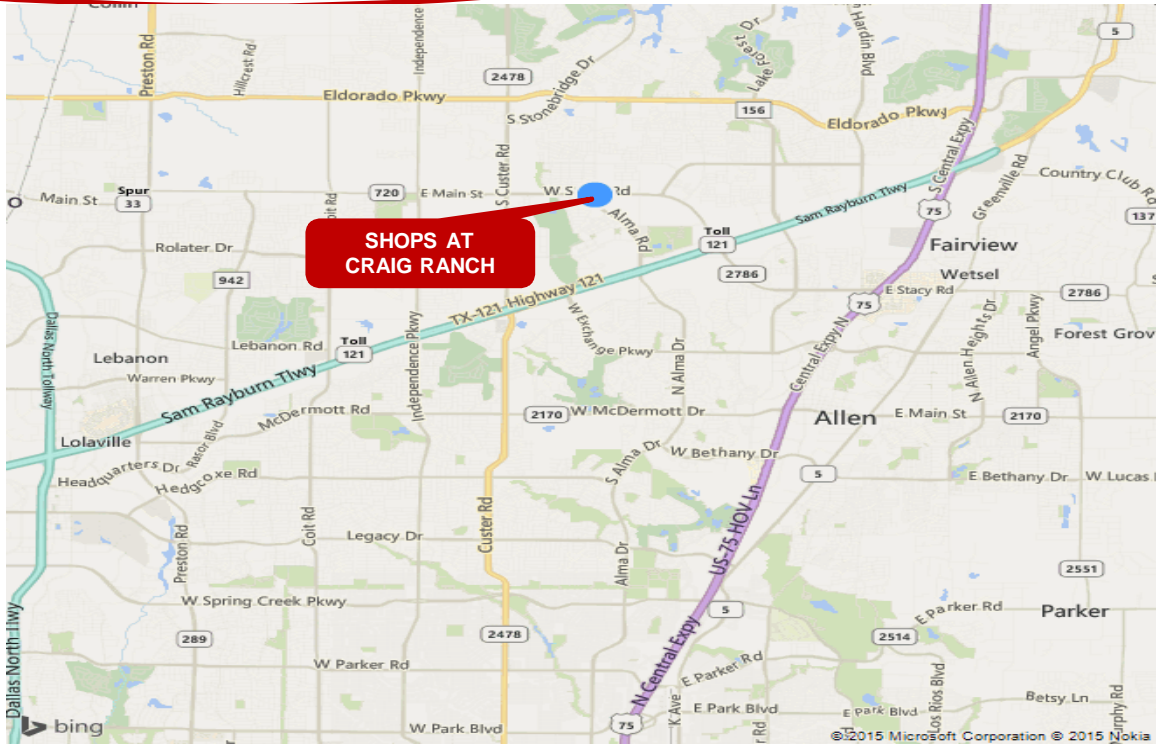 Collin
Preston Rd
Hillcrest Rd
Independence
2478
S Stonebridge Dr
Lake Forest Dr
Hardin Blvd
5
Eldorado Pkwy
156
Eldorado Pkwy
S Central Expy
Main St
Spur
33
Coit Rd
720
E Main St
S Custer Rd
W S
Rd
Alma Rd
Sam Rayburn Tlwy
Greenville Rd
Country Club Rd
137
75
SHOPS AT
CRAIG RANCH
Rolater Dr
942
Toll
121
2786
Fairview
Wetsel
E Stacy Rd
2786
75
Dallas North Tollway
TX-121 Highway 121
W Exchange Pkwy
Central Expy N
N Allen Heights Dr
Angel Pkwy
Forest Grov
Lebanon
Lebanon Rd
Toll
121
Independence Pkwy
N Alma Dr
Warren Pkwy
Sam Rayburn Tlwy
McDermott Rd
2170
W McDermott Dr
Allen
E Main St
2170
Lolaville
Rasor Blvd
Headquarters Dr
Hedgcoxe Rd
S Alma Dr
W Bethany Dr
5
E Bethany Dr
W Lucas
Coit Rd
Custer Rd
US-75 HOV Ln
Legacy Dr
Preston Rd
Alma Dr
2551
W Spring Creek Pkwy
5
E Parker Rd
Parker
289
2478
2514
Dallas North Tlwy
W Parker Rd
N Central Expy
E Parker Rd
Los Rios Blvd
Betsy Ln
Murphy Rd
bing
W Park Blvd
75
K Ave
E Park Blvd
Rd
E Park Blvd
© 2015 Microsoft Corporation © 2015 Nokia